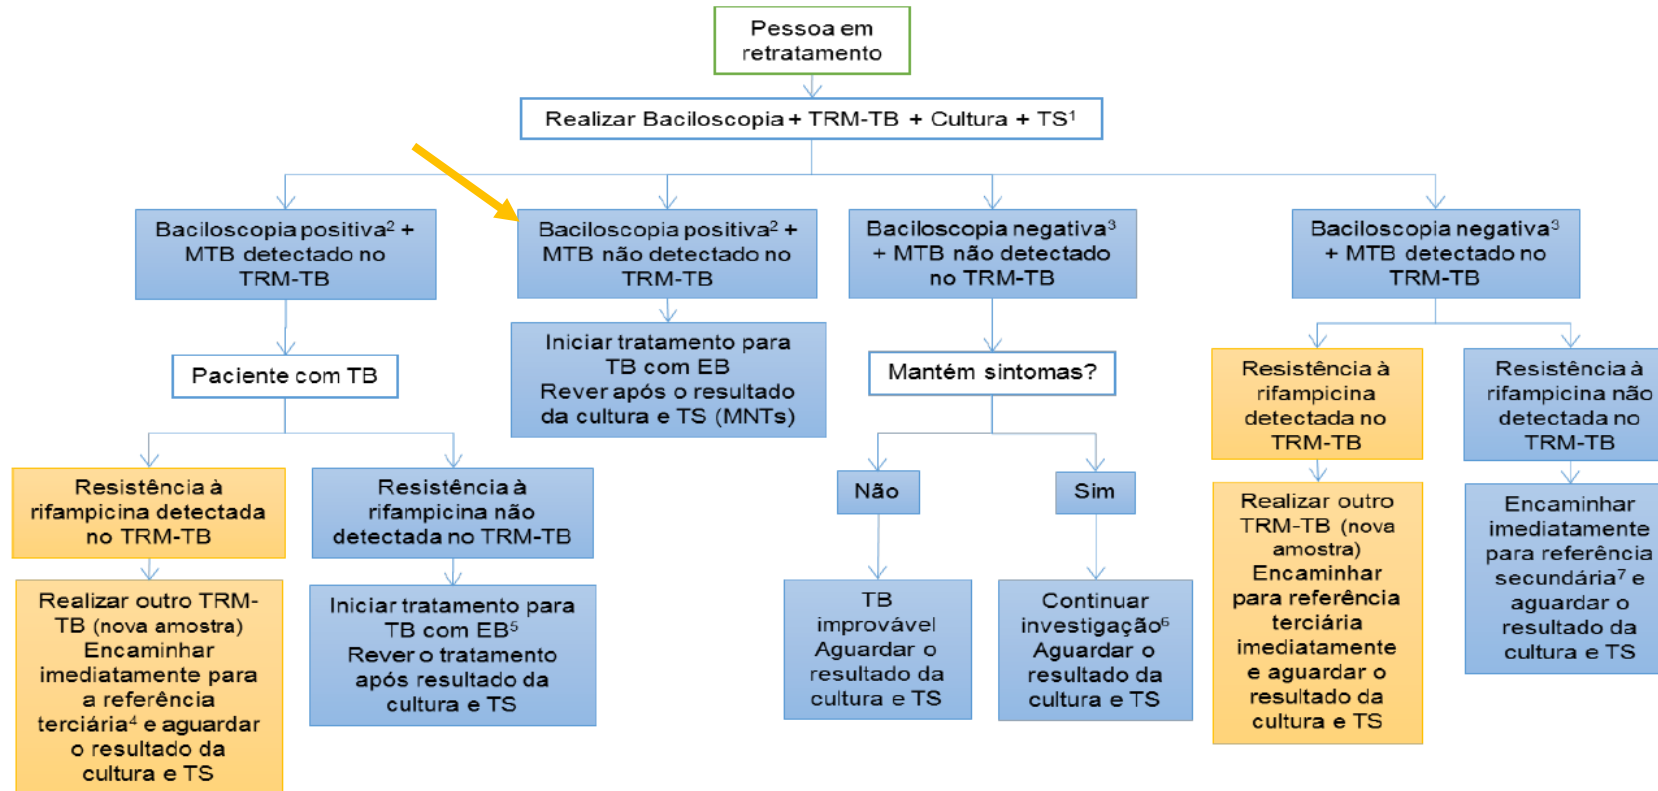 Pessoa em
retratamento
Realizar Baciloscopia + TRM-TB + Cultura + TS¹
Baciloscopia positiva² +
MTB detectado no
TRM-TB
Baciloscopia positiva² +
MTB não detectado no
TRM-TB
Baciloscopia negativa³
+ MTB não detectado
no TRM-TB
Baciloscopia negativa³
+ MTB detectado no
TRM-TB
Paciente com TB
Iniciar tratamento para
TB com EB
Rever após o resultado
da cultura e TS (MNTs)
Mantém sintomas?
Resistência à
rifampicina
detectada no
TRM-TB
Resistência à
rifampicina não
detectada no
TRM-TB
Resistência à
rifampicina detectada
no TRM-TB
Resistência à
rifampicina não
detectada no TRM-TB
Não
Sim
Realizar outro TRM-
TB (nova amostra)
Encaminhar
imediatamente para
a referência
terciária⁴ e aguardar
o resultado da
cultura e TS
Iniciar tratamento para
TB com EB⁵
Rever o tratamento
após resultado da
cultura e TS
TB
improvável
Aguardar o
resultado da
cultura e TS
Continuar
investigação⁶
Aguardar o
resultado da
cultura e TS
Realizar outro
TRM-TB (nova
amostra)
Encaminhar
para referência
terciária
imediatamente
e aguardar o
resultado da
cultura e TS
Encaminhar
imediatamente
para referência
secundária⁷ e
aguardar o
resultado da
cultura e TS